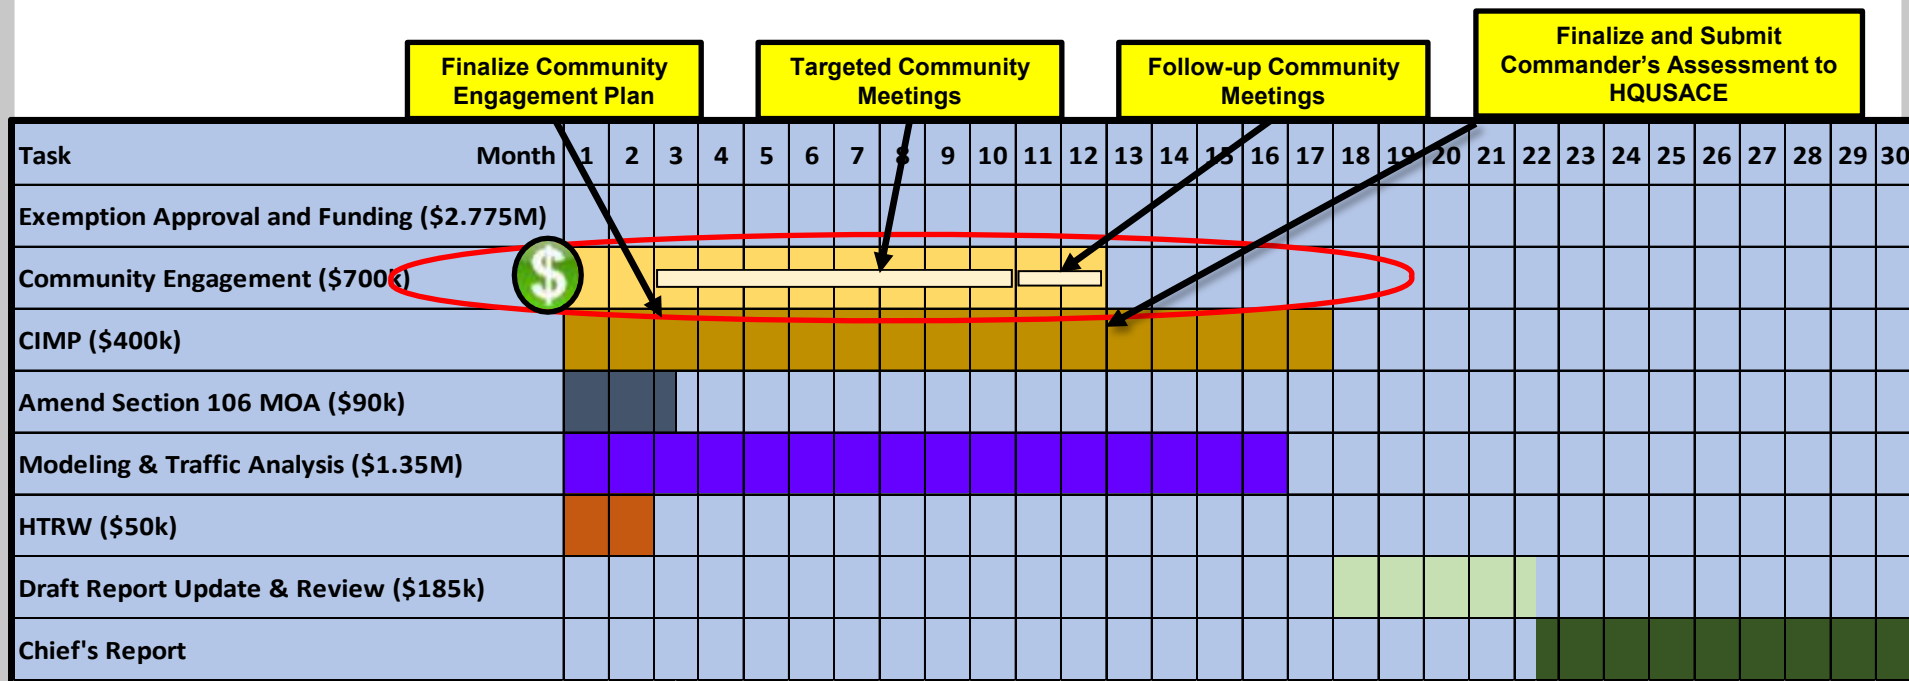 Finalize Community
Engagement Plan
Targeted Community
Meetings
Follow-up Community
Meetings
Finalize and Submit
Commander's Assessment to
HQUSACE
Task Month 1 2 3 4 5 6 7 8 9 10 11 12 13 14 15 16 17 18 19 20 21 22 23 24 25 26 27 28 29 30
Exemption Approval and Funding ($2.775M)
Community Engagement ($700k)
$
CIMP ($400k)
Amend Section 106 MOA ($90k)
Modeling & Traffic Analysis ($1.35M)
HTRW ($50k)
Draft Report Update & Review ($185k)
Chief's Report